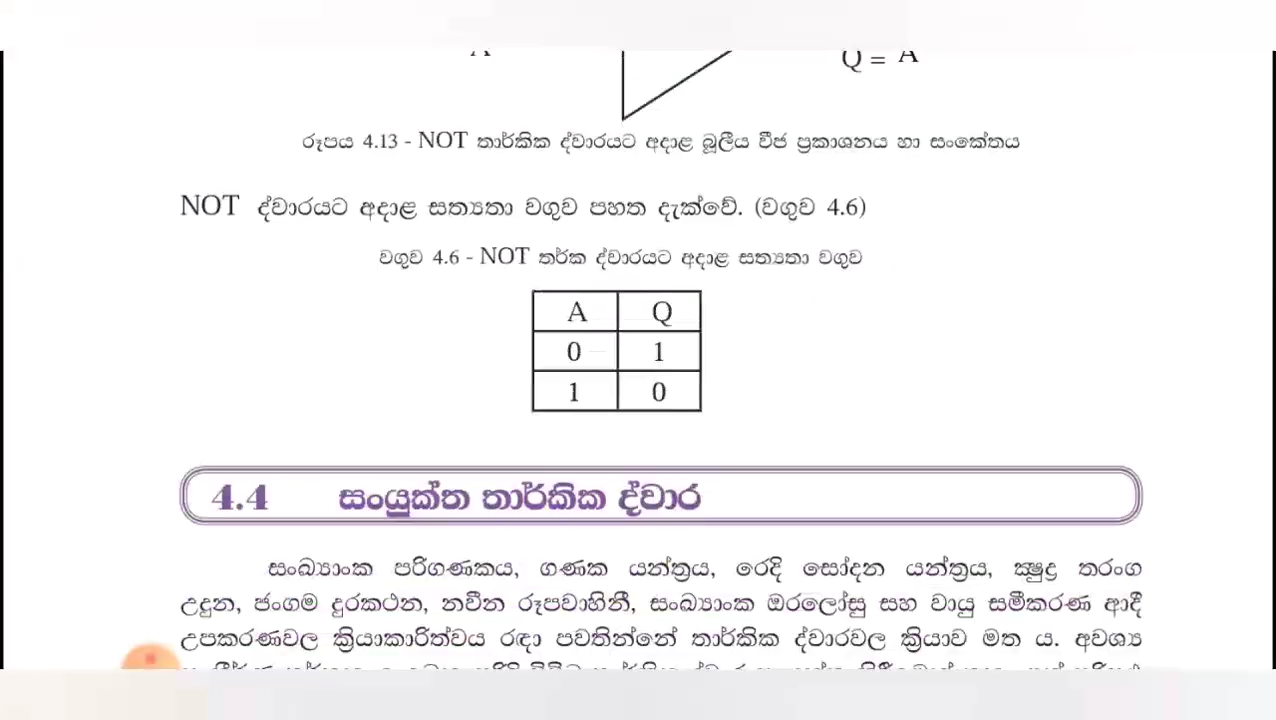 A
Q = A
රූපය 4.13 - NOT තාර්කික ද්වාරයට අදාළ බූලීය වීජ ප්‍රකාශනය හා සංකේතය
NOT ද්වාරයට අදාළ සත්‍යතා වගුව පහත දැක්වේ. (වගුව 4.6)
වගුව 4.6 - NOT තර්ක ද්වාරයට අදාළ සත්‍යතා වගුව
A Q
0 1
1 0
4.4 සංයුක්ත තාර්කික ද්වාර
සංඛ්‍යාංක පරිගණකය, ගණක යන්ත්‍රය, රෙදි සෝදන යන්ත්‍රය, ක්‍ෂුද්‍ර තරංග
උදුන, ජංගම දුරකථන, නවීන රූපවාහිනී, සංඛ්‍යාංක ඔරලෝසු සහ වායු සමීකරණ ආදී
උපකරණවල ක්‍රියාකාරිත්වය රඳා පවතින්නේ තාර්කික ද්වාරවල ක්‍රියාව මත ය. අවශ්‍ය